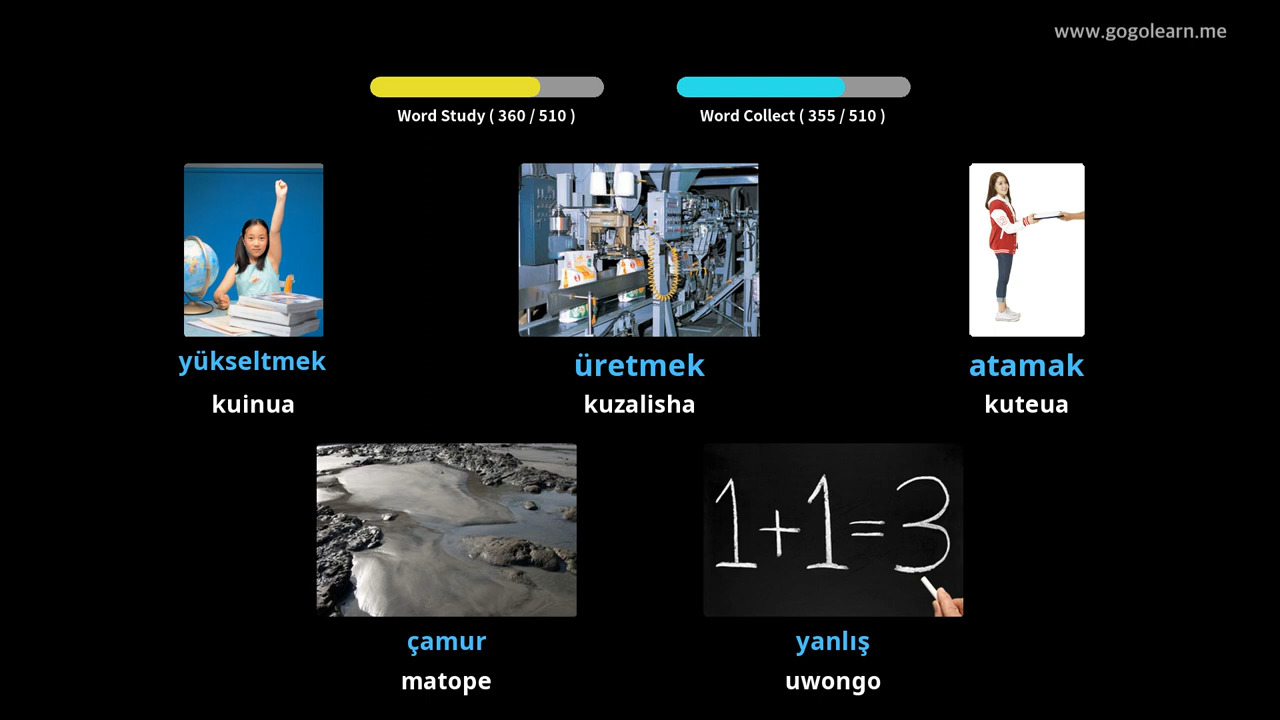 www.gogolearn.me
Word Study ( 360 / 510 )
Word Collect ( 355 / 510 )
yükseltmek
kuinua
üretmek
kuzalisha
atamak
kuteua
çamur
matope
1+1=3
yanlış
uwongo